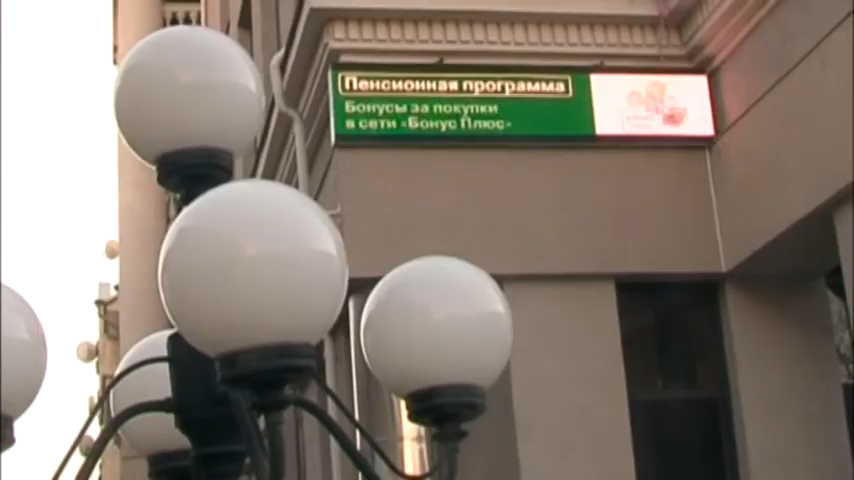 Пенсионная программа
Бонусы за покупки
в сети «Бонус Плюс»